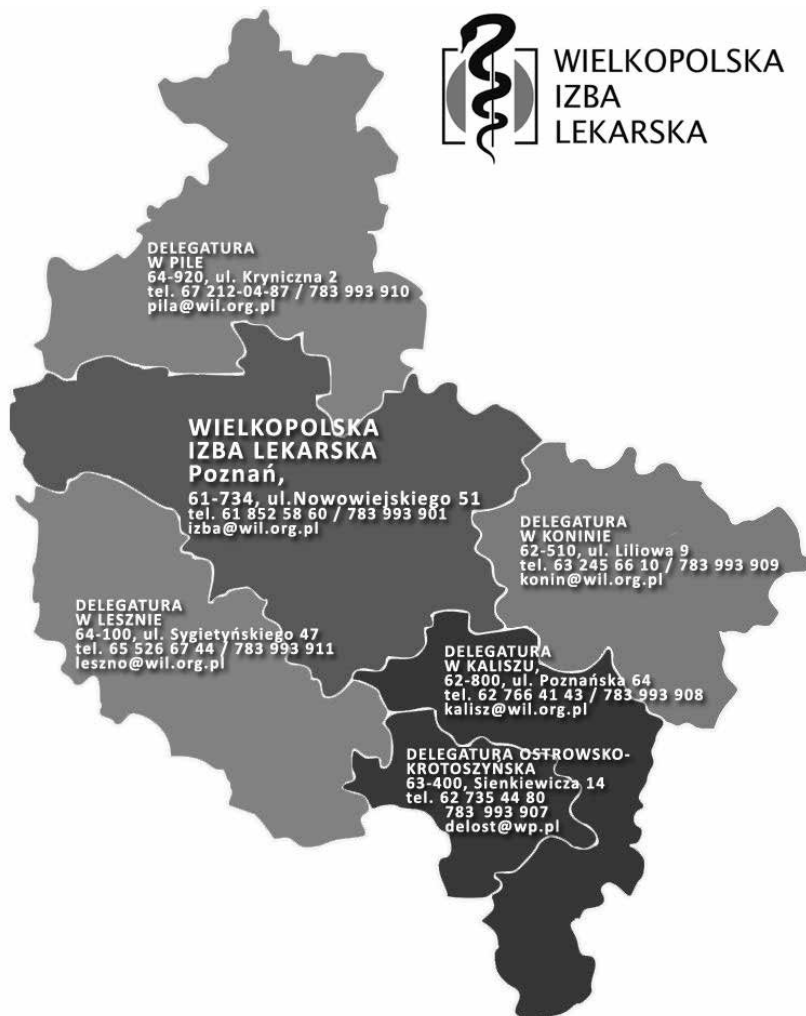 WIELKOPOLSKA
IZBA
LEKARSKA
DELEGATURA
W PILE
64-920, ul. Kryniczna 2
tel. 67 212-04-87 / 783 993 910
pila@wil.org.pl
WIELKOPOLSKA
IZBA LEKARSKA
Poznań,
61-734, ul.Nowowiejskiego 51
tel. 61 852 58 60 / 783 993 901
izba@wil.org.pl
DELEGATURA
W KONINIE
62-510, ul. Liliowa 9
tel. 63 245 66 10 / 783 993 909
konin@wil.org.pl
DELEGATURA
W LESZNIE
64-100, ul. Sygietyńskiego 47
tel. 65 526 67 44 / 783 993 911
leszno@wil.org.pl
DELEGATURA
W KALISZU,
62-800, ul. Poznańska 64
tel. 62 766 41 43 / 783 993 908
kalisz@wil.org.pl
DELEGATURA OSTROWSKO-
KROTOSZYŃSKA
63-400, Sienkiewicza 14
tel. 62 735 44 80
783 993 907
delost@wp.pl